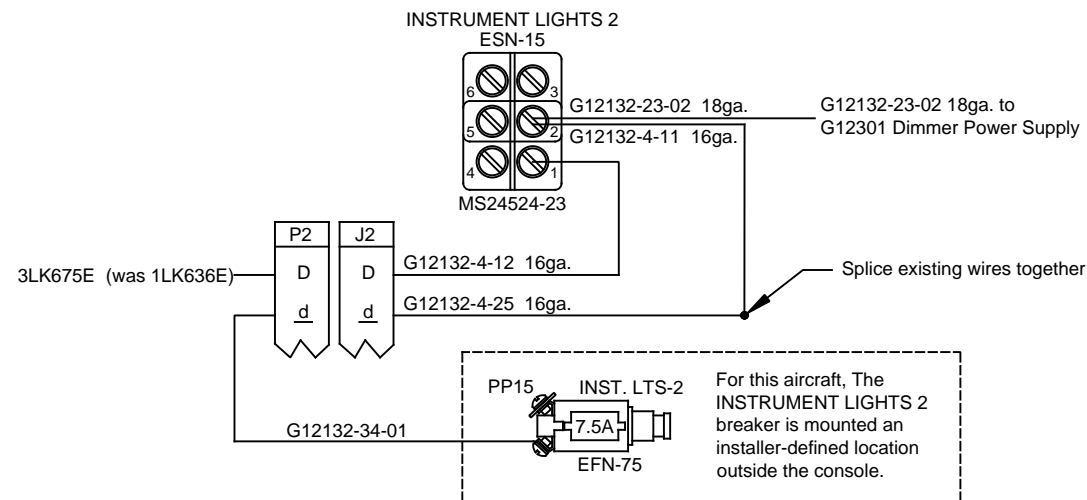 INSTRUMENT LIGHTS 2
ESN-15
6
3
5
2
4
1
MS24524-23
G12132-23-02 18ga.
G12132-4-11 16ga.
G12132-23-02 18ga. to
G12301 Dimmer Power Supply
P2
J2
3LK675E (was 1LK636E)
D
D
G12132-4-12 16ga.
d
d
G12132-4-25 16ga.
Splice existing wires together
PP15
INST. LTS-2
7.5A
EFN-75
G12132-34-01
For this aircraft, The
INSTRUMENT LIGHTS 2
breaker is mounted an
installer-defined location
outside the console.